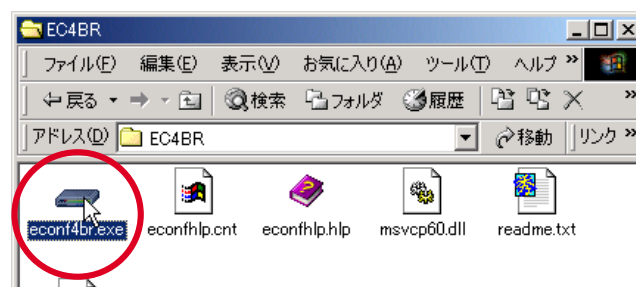 EC4BR
ファイル(F) 編集(E) 表示(V) お気に入り(A) ツール(T) ヘルプ »
戻る 検索 フォルダ 履歴 »
アドレス(D) EC4BR 移動 リンク »
econf4br.exe econfhlp.cnt econfhlp.hlp msvcp60.dll readme.txt